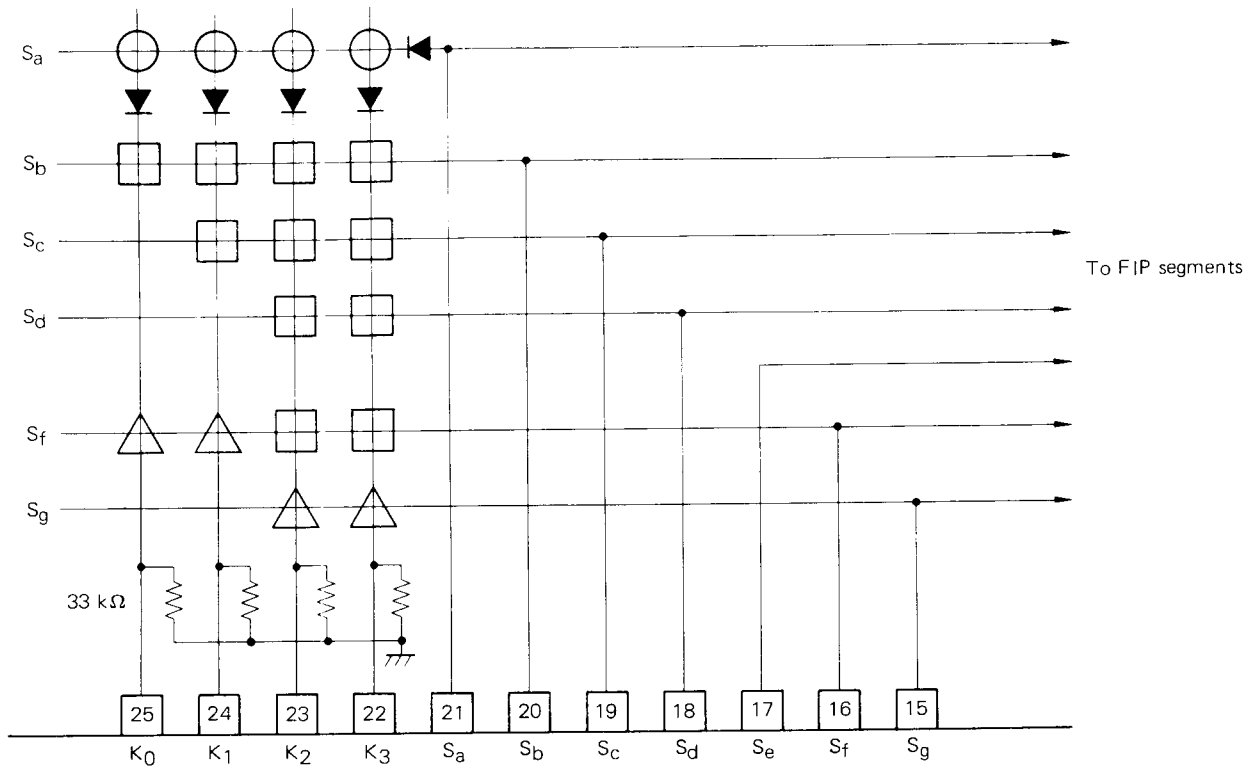 Sa
Sb
Sc
To FIP segments
Sd
Sf
Sg
33 kΩ
25 24 23 22 21 20 19 18 17 16 15
K0 K1 K2 K3 Sa Sb Sc Sd Se Sf Sg